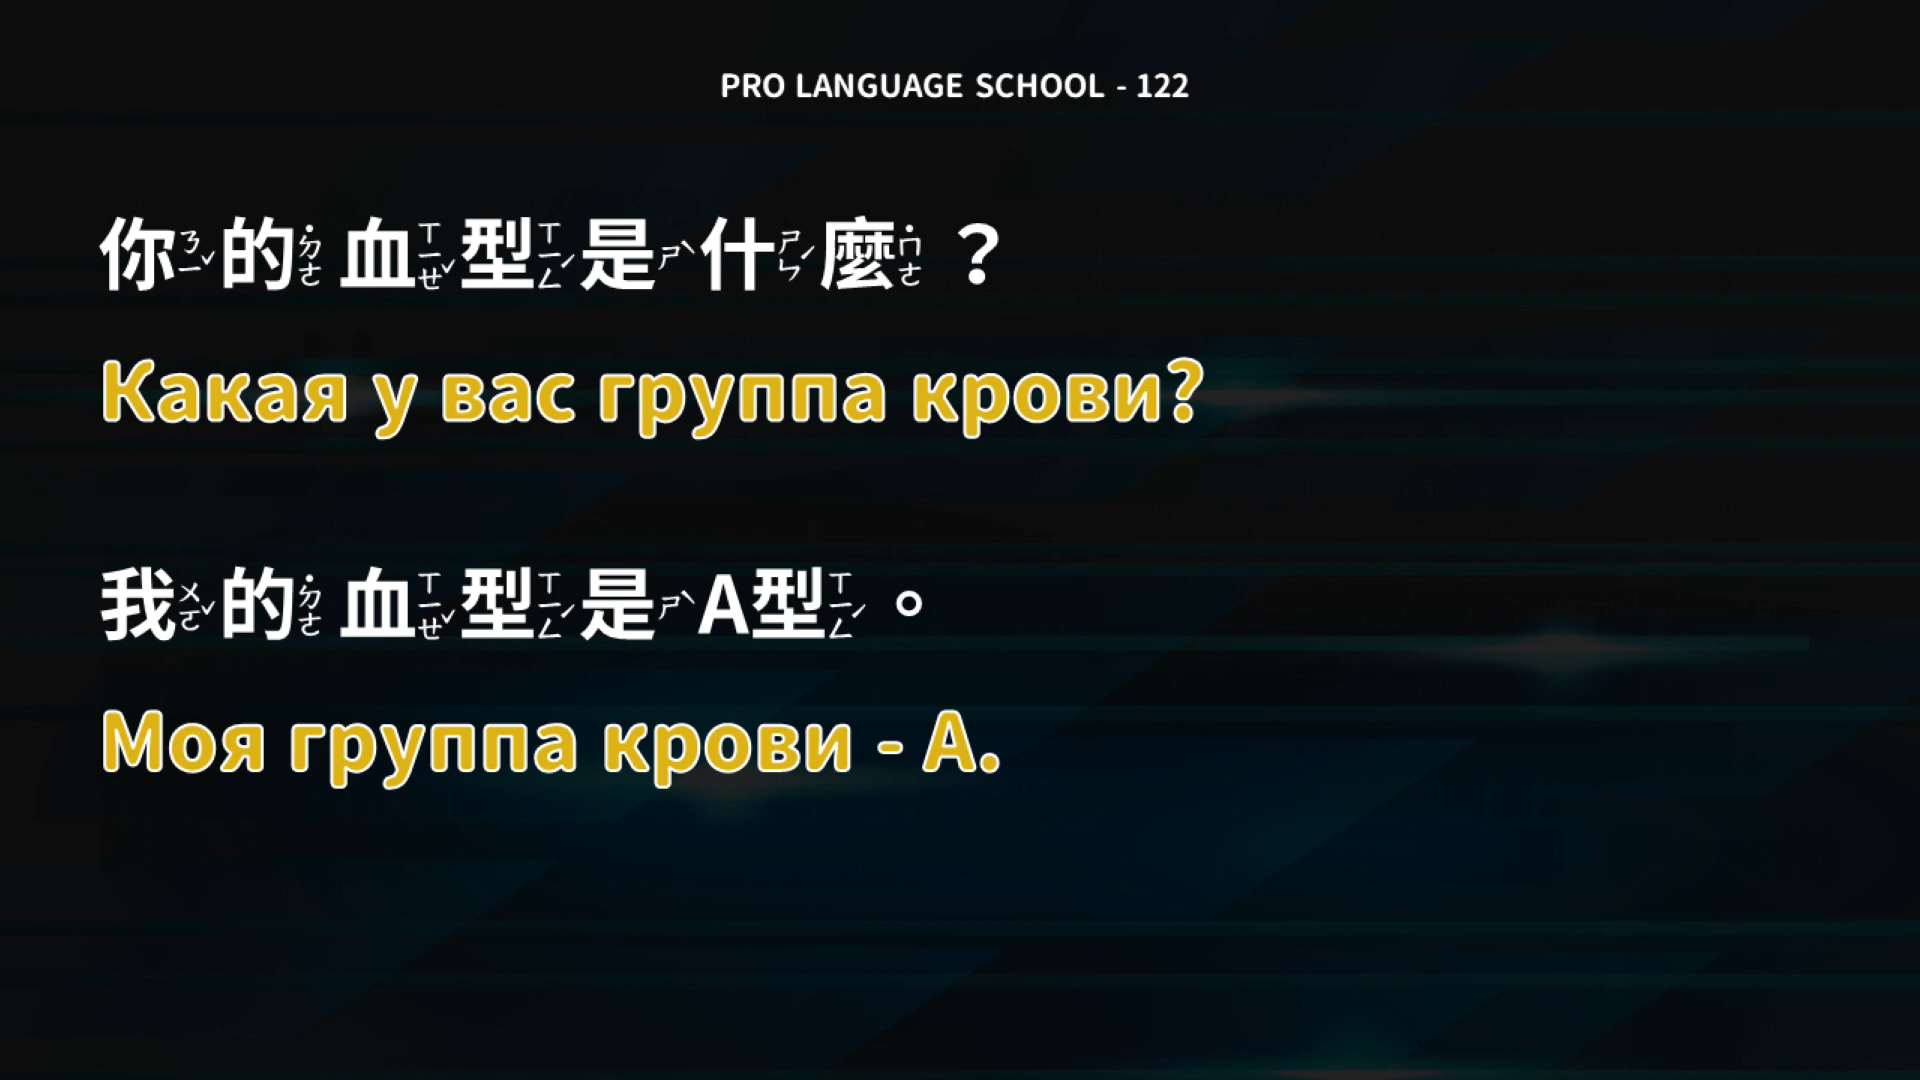 PRO LANGUAGE SCHOOL - 122
你ㄋㄧˇ的˙ㄉㄜ血ㄒㄧㄝˇ型ㄒㄧㄥˊ是ㄕˋ什ㄕㄣˊ麼˙ㄇㄜ？
Какая у вас группа крови?
我ㄨㄛˇ的˙ㄉㄜ血ㄒㄧㄝˇ型ㄒㄧㄥˊ是ㄕˋA型ㄒㄧㄥˊ。
Моя группа крови - А.